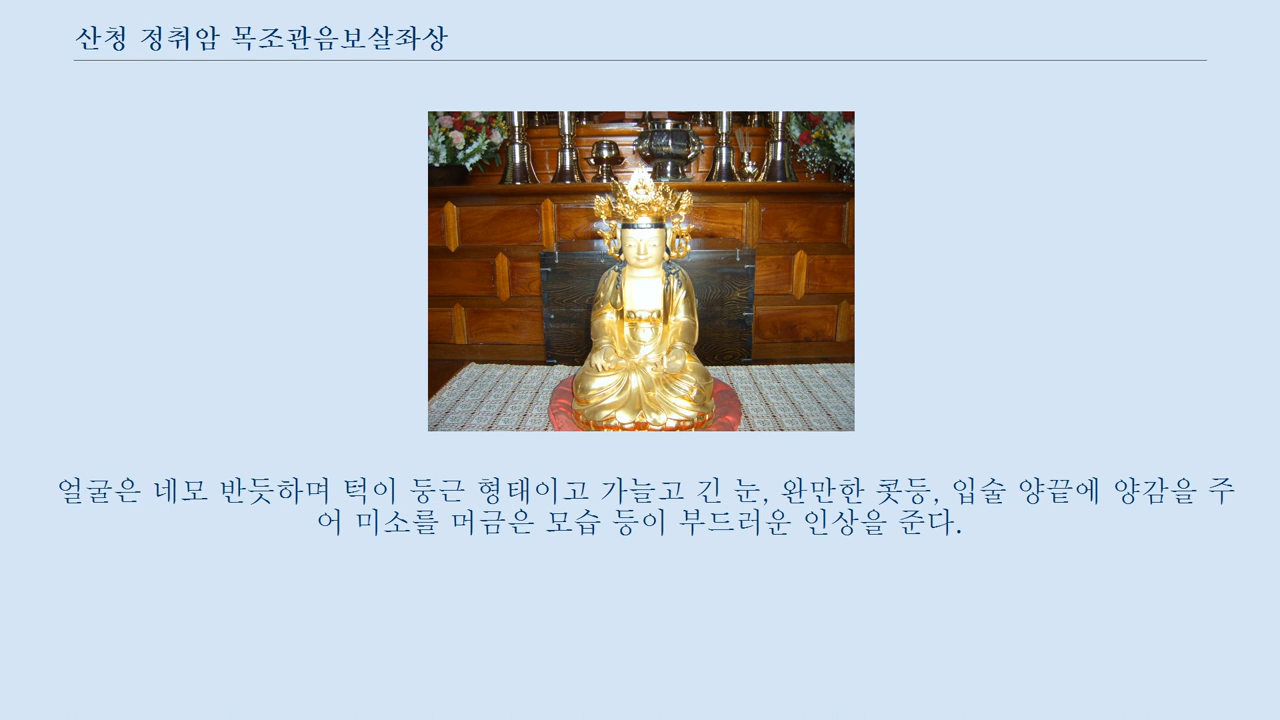 산청 정취암 목조관음보살좌상
얼굴은 네모 반듯하며 턱이 둥근 형태이고 가늘고 긴 눈, 완만한 콧등, 입술 양끝에 양감을 주
어 미소를 머금은 모습 등이 부드러운 인상을 준다.